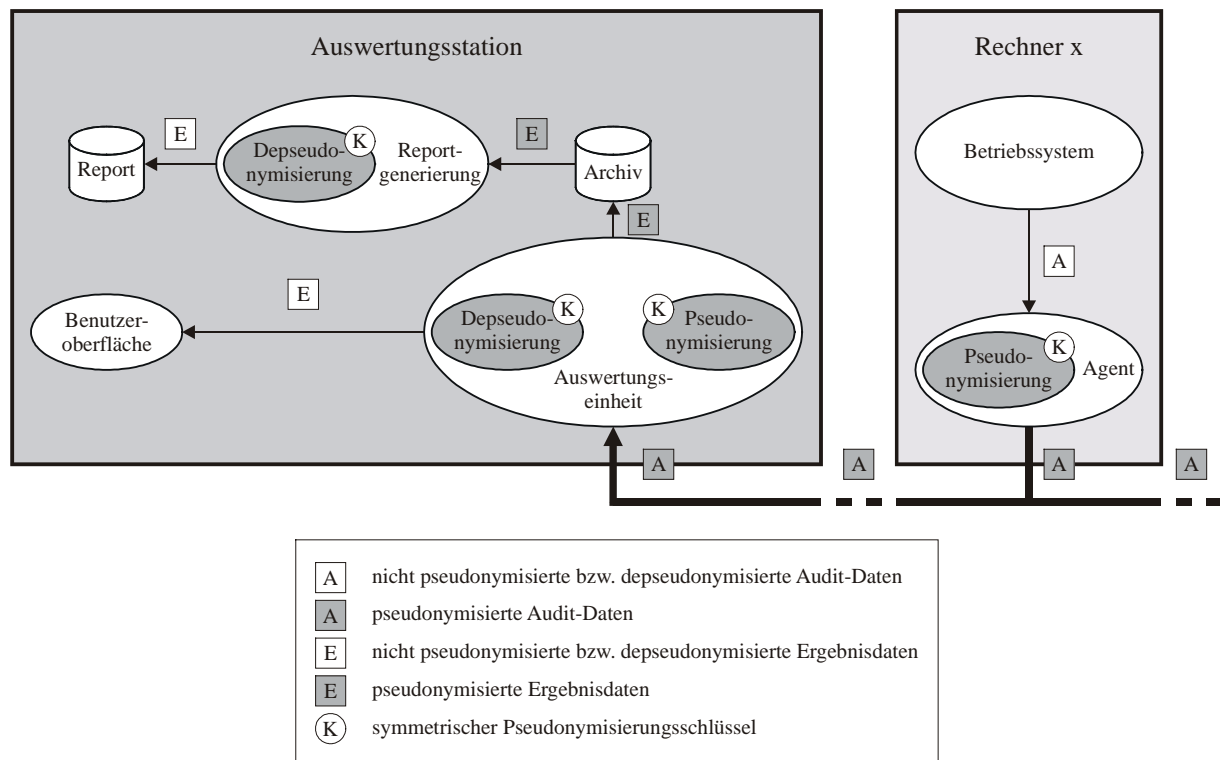 Auswertungsstation
Rechner x
E
K
E
Report
Depseudo-
nymisierung
Report-
generierung
Archiv
Betriebssystem
E
A
E
Benutzer-
oberfläche
K
Depseudo-
nymisierung
K
Pseudo-
nymisierung
Auswertungs-
einheit
K
Pseudo-
nymisierung
Agent
A
A
A
A
A nicht pseudonymisierte bzw. depseudonymisierte Audit-Daten
A pseudonymisierte Audit-Daten
E nicht pseudonymisierte bzw. depseudonymisierte Ergebnisdaten
E pseudonymisierte Ergebnisdaten
K symmetrischer Pseudonymisierungsschlüssel